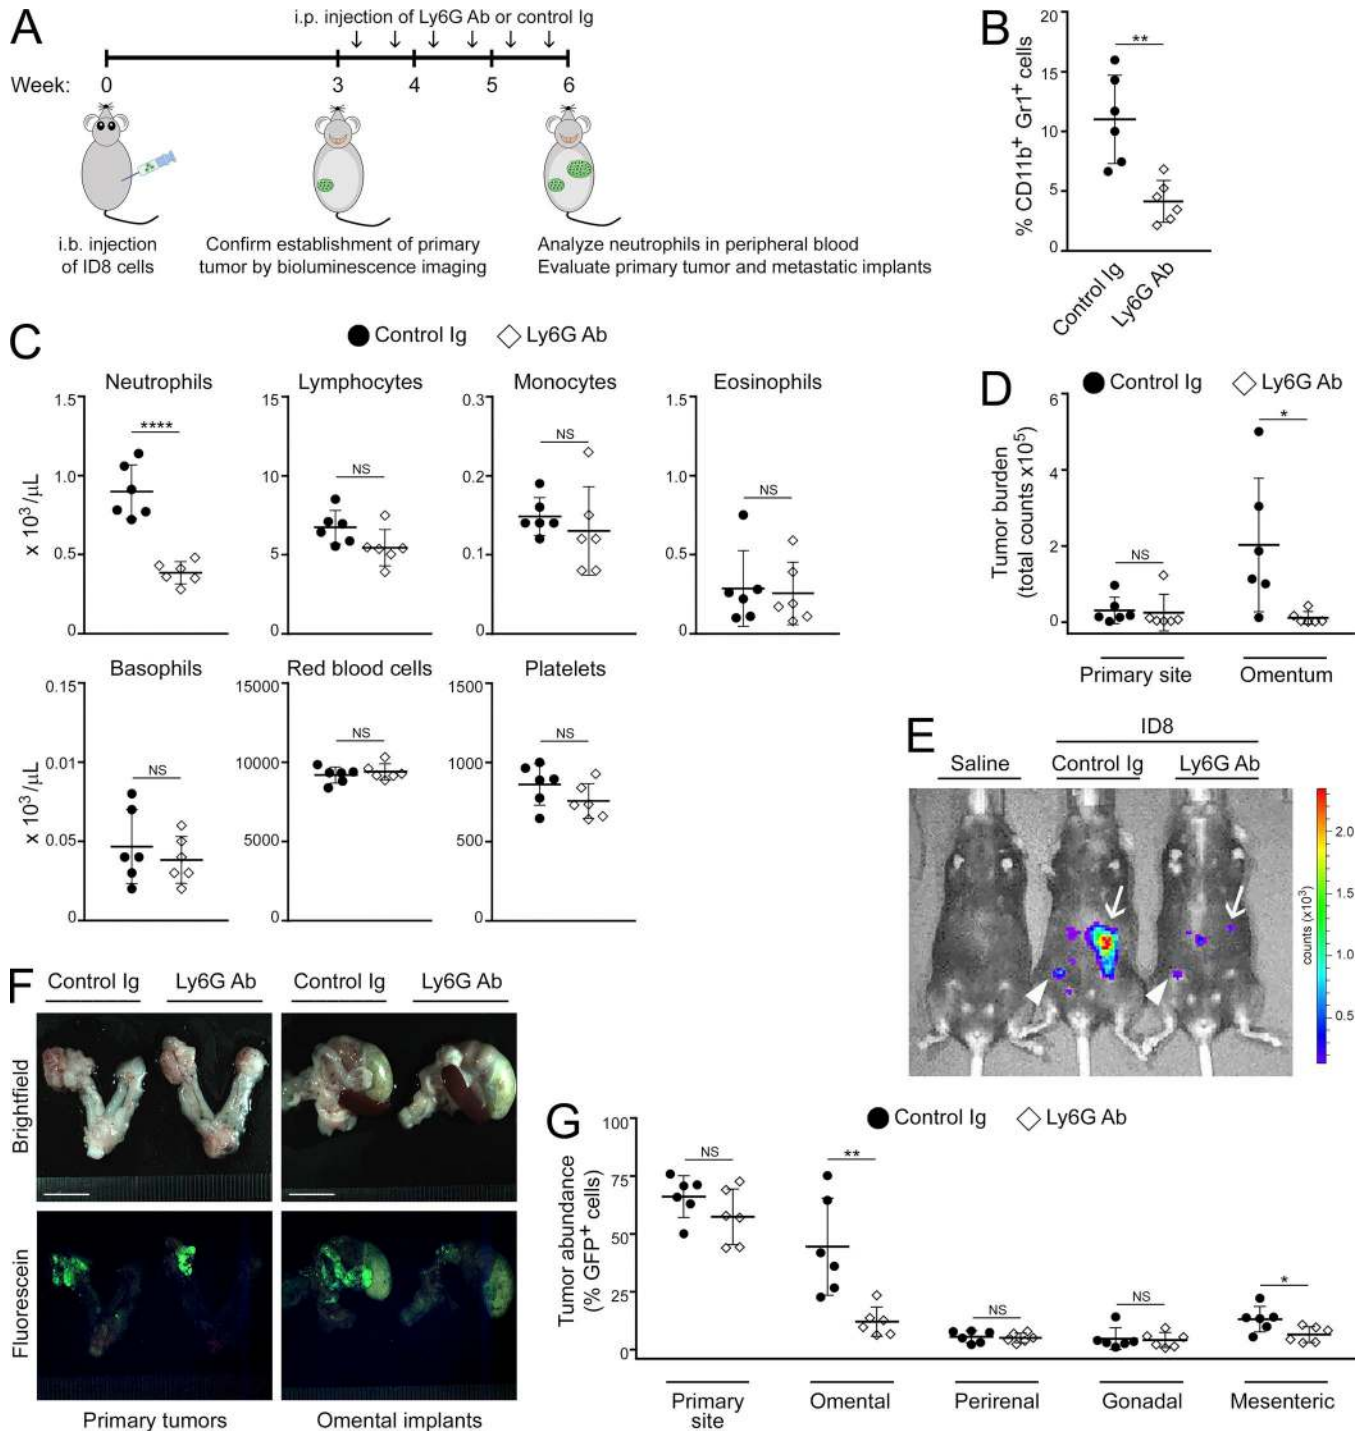 A
i.p. injection of Ly6G Ab or control Ig
Week: 0 3 4 5 6
i.b. injection
of ID8 cells
Confirm establishment of primary
tumor by bioluminescence imaging
Analyze neutrophils in peripheral blood
Evaluate primary tumor and metastatic implants
B
% CD11b⁺ Gr1⁺ cells
20
15
10
5
0
**
Control Ig
Ly6G Ab
C
Control Ig Ly6G Ab
Neutrophils
x 10³/µL
1.5
1.0
0.5
0
****
Lymphocytes
15
10
5
0
NS
Monocytes
0.3
0.2
0.1
0
NS
Eosinophils
0.3
0.2
0.1
0
NS
Basophils
x 10³/µL
0.15
0.01
0.05
0
NS
Red blood cells
15000
10000
5000
0
NS
Platelets
1500
1000
500
0
NS
D
Control Ig Ly6G Ab
Tumor burden
(total counts x10⁵)
6
4
2
0
NS
*
Primary site Omentum
E
ID8
Saline Control Ig Ly6G Ab
counts (x10³)
2.0
1.5
1.0
0.5
F
Control Ig Ly6G Ab Control Ig Ly6G Ab
Brightfield
Fluorescein
Primary tumors Omental implants
G
Control Ig Ly6G Ab
Tumor abundance
(% GFP⁺ cells)
100
75
50
25
0
NS
**
NS
NS
*
Primary
site
Omental
Perirenal
Gonadal
Mesenteric